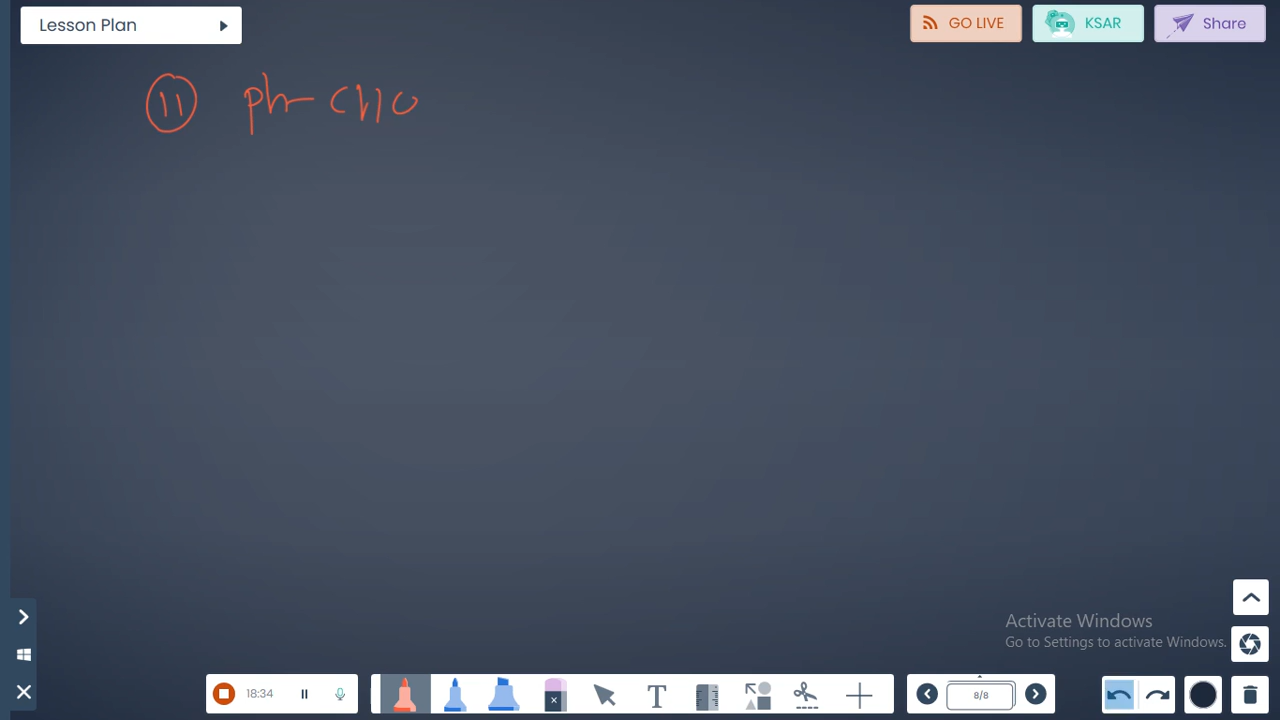 Lesson Plan
GO LIVE
KSAR
Share
11 ph-CHO
Activate Windows
Go to Settings to activate Windows.
18:34
T
8/8